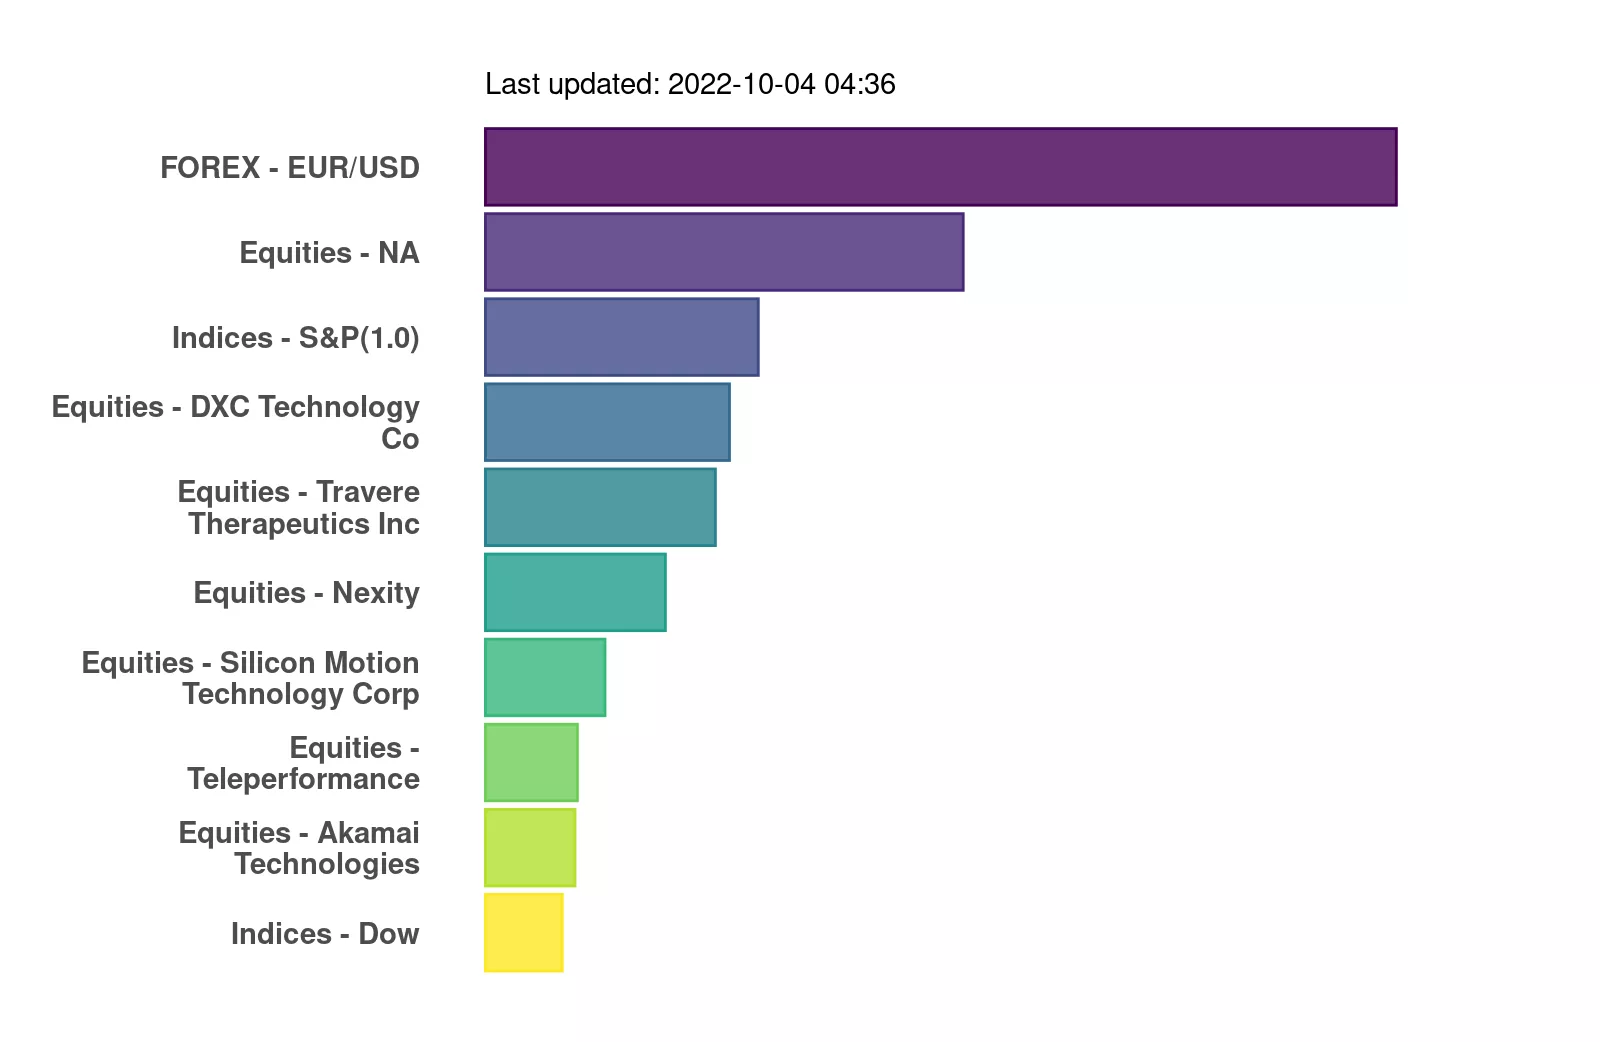 Last updated: 2022-10-04 04:36
FOREX - EUR/USD
Equities - NA
Indices - S&P(1.0)
Equities - DXC Technology
Co
Equities - Travere
Therapeutics Inc
Equities - Nexity
Equities - Silicon Motion
Technology Corp
Equities -
Teleperformance
Equities - Akamai
Technologies
Indices - Dow